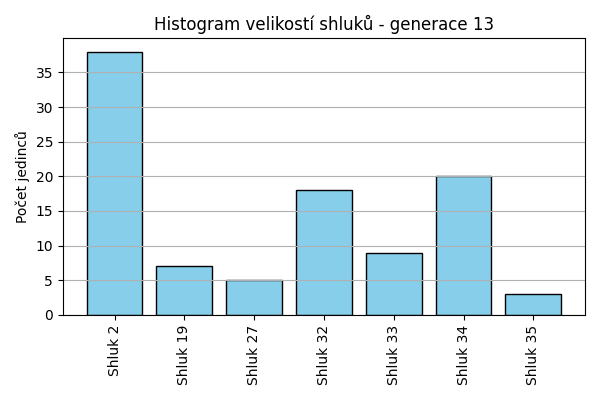 Histogram velikostí shluků - generace 13
Počet jedinců
35
30
25
20
15
10
5
0
Shluk 2
Shluk 19
Shluk 27
Shluk 32
Shluk 33
Shluk 34
Shluk 35